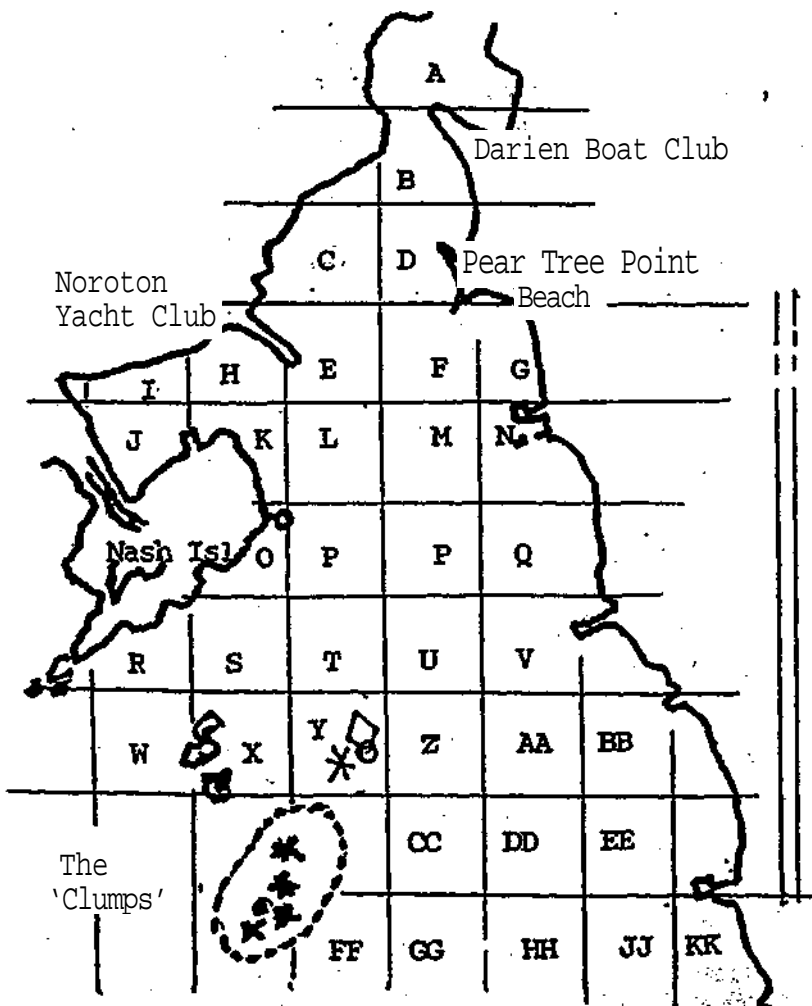 A
Darien Boat Club
B
C D
Pear Tree Point
Beach
Noroton
Yacht Club
I H E F G
J K L M N
Nash Isl O P P Q
R S T U V
W X Y Z AA BB
CC DD EE
The
'Clumps'
FF GG HH JJ KK